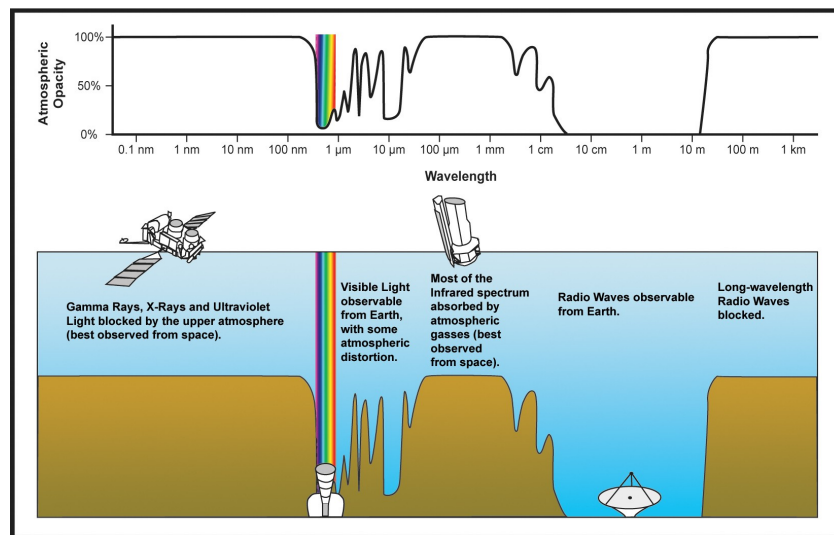 Atmospheric
Opacity
100%
50%
0%
0.1 nm 1 nm 10 nm 100 nm 1 μm 10 μm 100 μm 1 mm 1 cm 10 cm 1 m 10 m 100 m 1 km
Wavelength
Gamma Rays, X-Rays and Ultraviolet
Light blocked by the upper atmosphere
(best observed from space).
Visible Light
observable
from Earth,
with some
atmospheric
distortion.
Most of the
Infrared spectrum
absorbed by
atmospheric
gasses (best
observed
from space).
Radio Waves observable
from Earth.
Long-wavelength
Radio Waves
blocked.